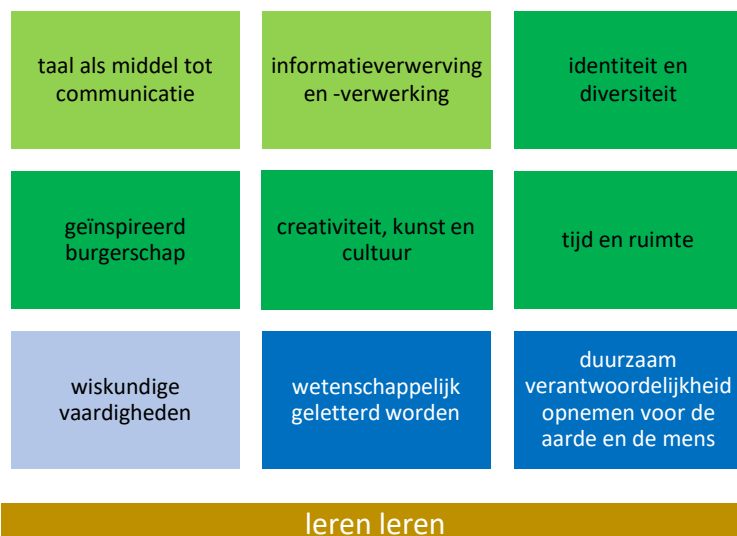 taal als middel tot
communicatie
informatieverwerving
en -verwerking
identiteit en
diversiteit
geïnspireerd
burgerschap
creativiteit, kunst en
cultuur
tijd en ruimte
wiskundige
vaardigheden
wetenschappelijk
geletterd worden
duurzaam
verantwoordelijkheid
opnemen voor de
aarde en de mens
leren leren